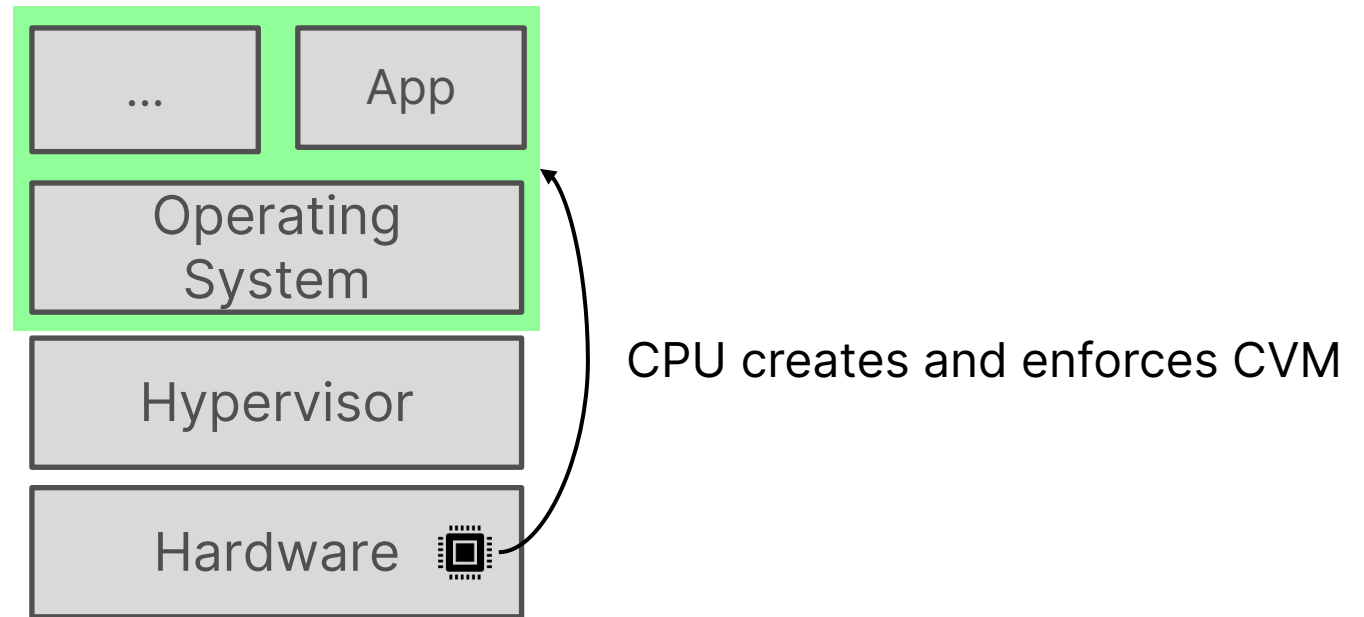 ...
App
Operating
System
Hypervisor
CPU creates and enforces CVM
Hardware